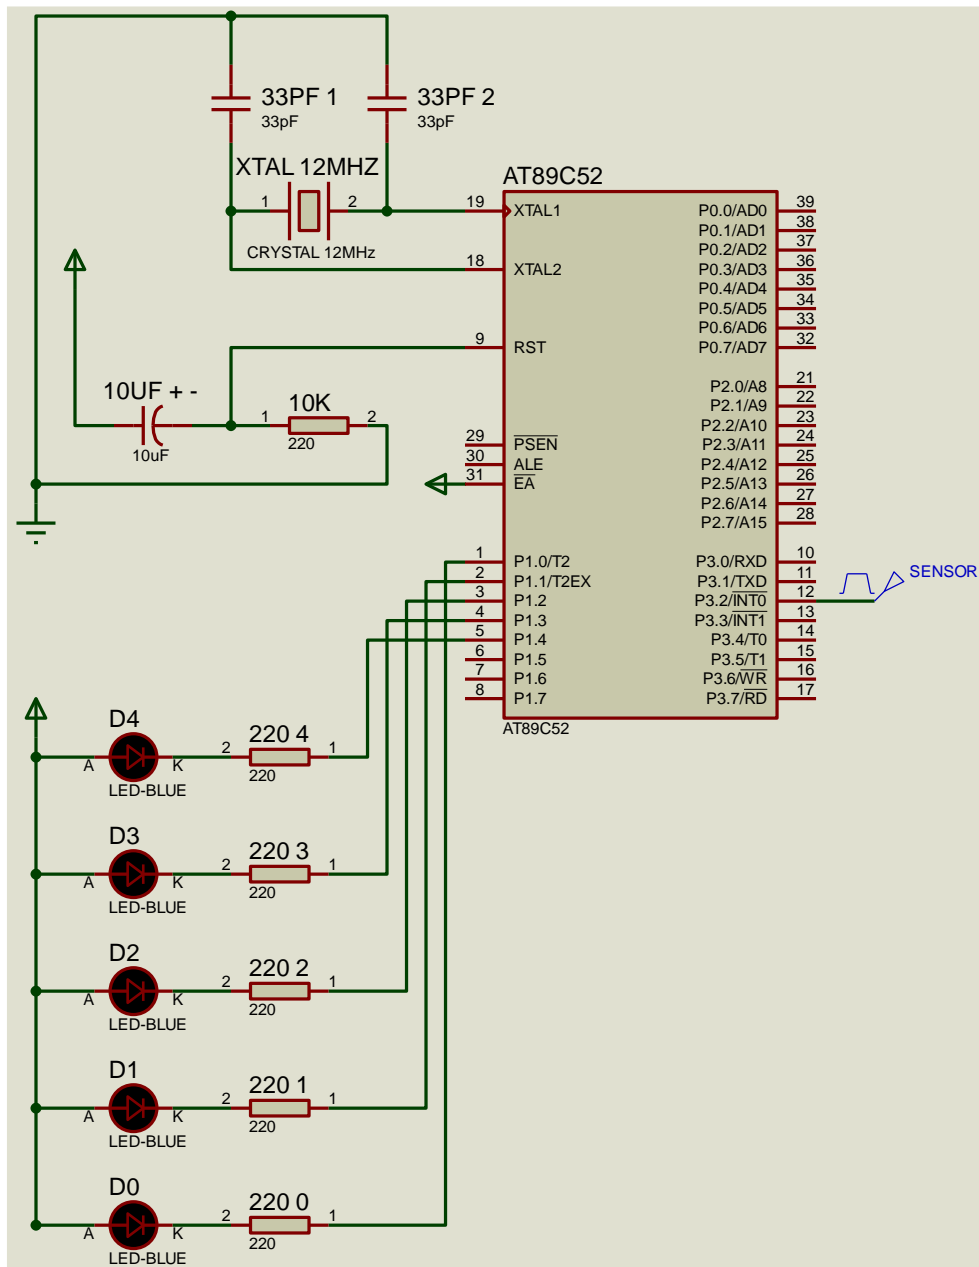 33PF 1
33pF
33PF 2
33pF
XTAL 12MHZ
1
2
CRYSTAL 12MHz
10UF + -
10uF
10K
1
2
220
AT89C52
19 XTAL1
18 XTAL2
9 RST
29 PSEN
30 ALE
31 EA
1 P1.0/T2
2 P1.1/T2EX
3 P1.2
4 P1.3
5 P1.4
6 P1.5
7 P1.6
8 P1.7
P0.0/AD0 39
P0.1/AD1 38
P0.2/AD2 37
P0.3/AD3 36
P0.4/AD4 35
P0.5/AD5 34
P0.6/AD6 33
P0.7/AD7 32
P2.0/A8 21
P2.1/A9 22
P2.2/A10 23
P2.3/A11 24
P2.4/A12 25
P2.5/A13 26
P2.6/A14 27
P2.7/A15 28
P3.0/RXD 10
P3.1/TXD 11
P3.2/INT0 12
P3.3/INT1 13
P3.4/T0 14
P3.5/T1 15
P3.6/WR 16
P3.7/RD 17
AT89C52
SENSOR
D4
A K
LED-BLUE
220 4
2 1
220
D3
A K
LED-BLUE
220 3
2 1
220
D2
A K
LED-BLUE
220 2
2 1
220
D1
A K
LED-BLUE
220 1
2 1
220
D0
A K
LED-BLUE
220 0
2 1
220